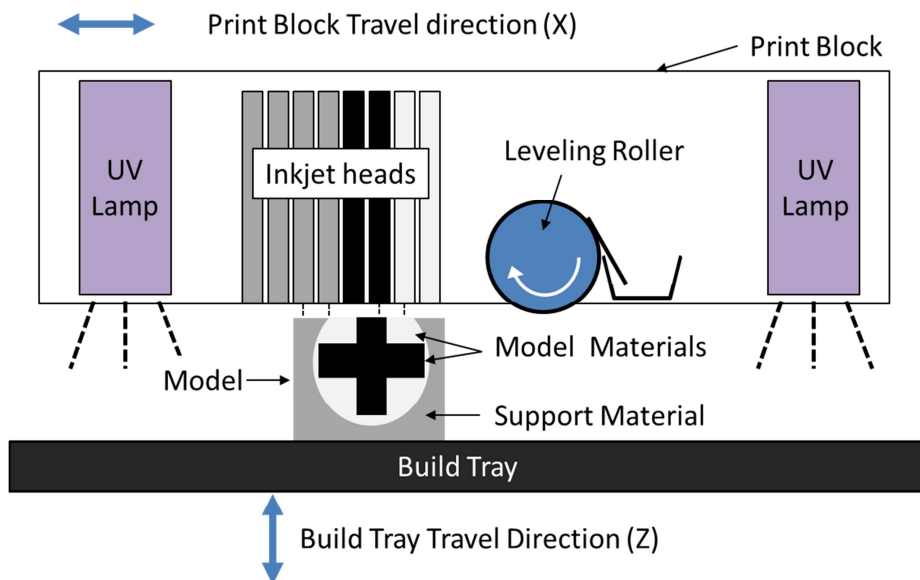 Print Block Travel direction (X)
Print Block
UV
Lamp
Inkjet heads
Leveling Roller
UV
Lamp
Model Materials
Model
Support Material
Build Tray
Build Tray Travel Direction (Z)